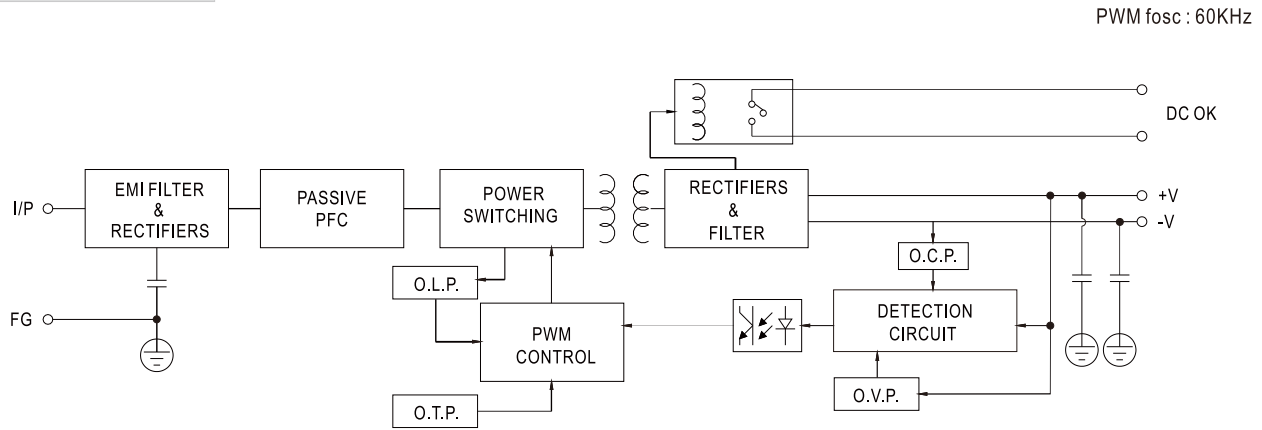 PWM fosc : 60KHz
DC OK
EMI FILTER
&
RECTIFIERS
PASSIVE
PFC
POWER
SWITCHING
RECTIFIERS
&
FILTER
I/P
+V
-V
O.C.P.
O.L.P.
FG
PWM
CONTROL
DETECTION
CIRCUIT
O.T.P.
O.V.P.